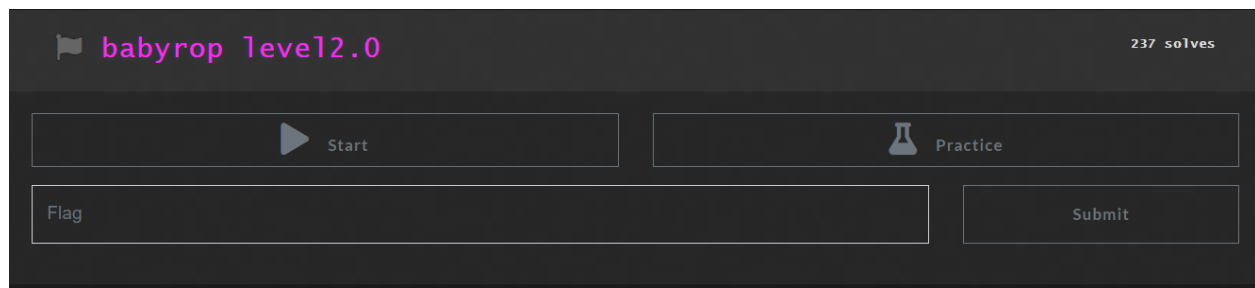 babyrop level2.0
237 solves
Start
Practice
Flag
Submit